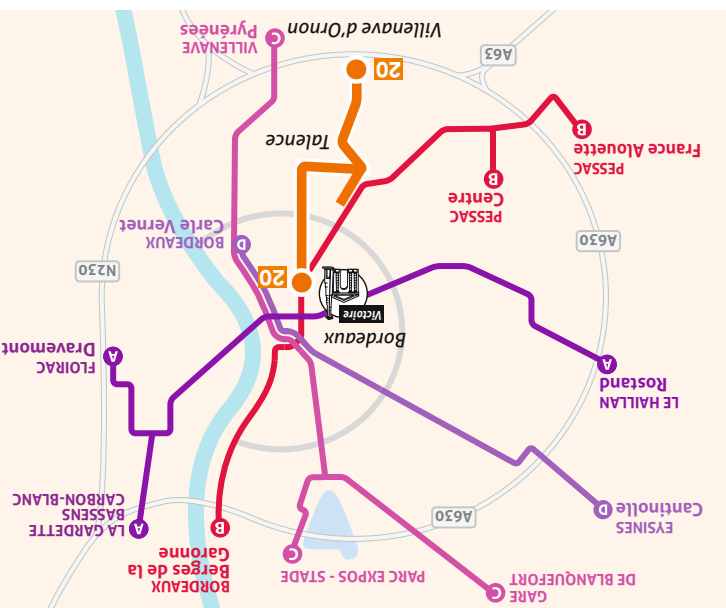 GARE
DE BLANQUEFORT
C
PARC EXPOS - STADE
C
BORDEAUX
Berges de la
Garonne
B
EYSINES
Cantinolle
D
A630
LA GARDETTE
BASSENS
CARBON-BLANC
A
LE HAILLAN
Rostand
A
FLOIRAC
Dravemont
A
Bordeaux
Victoire
20
N230
A630
BORDEAUX
Carle Vernet
D
PESSAC
Centre
B
PESSAC
France Alouette
B
Talence
20
A63
VILLENAVE
Pyrénées
C
Villenave d'Ornon